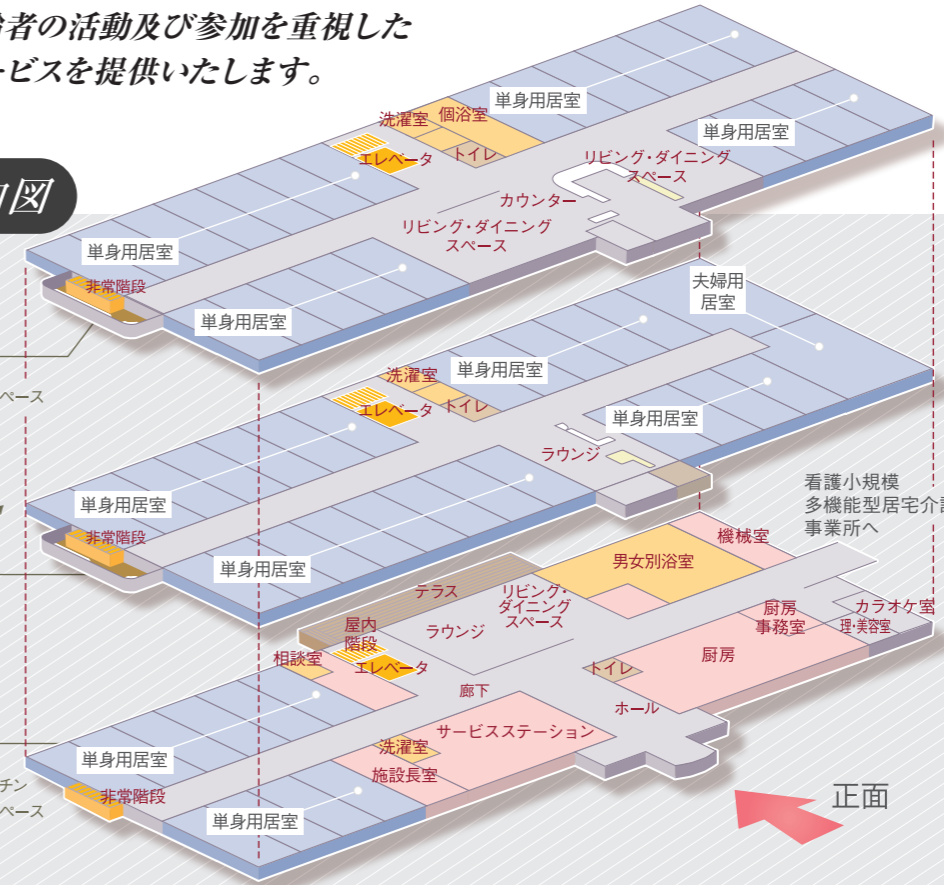 齢者の活動及び参加を重視した
ービスを提供いたします。
内図
単身用居室
洗濯室
個浴室
単身用居室
エレベータ
トイレ
リビング・ダイニング
スペース
カウンター
リビング・ダイニング
スペース
単身用居室
非常階段
単身用居室
夫婦用
居室
ペース
洗濯室
単身用居室
エレベータ
トイレ
単身用居室
ラウンジ
単身用居室
非常階段
単身用居室
看護小規模
多機能型居宅介護
事業所へ
機械室
男女別浴室
テラス
リビング・
ダイニング
スペース
屋内
階段
ラウンジ
厨房
事務室
カラオケ室
理・美容室
相談室
エレベータ
トイレ
厨房
廊下
ホール
サービスステーション
単身用居室
洗濯室
施設長室
チン
ペース
非常階段
単身用居室
正面